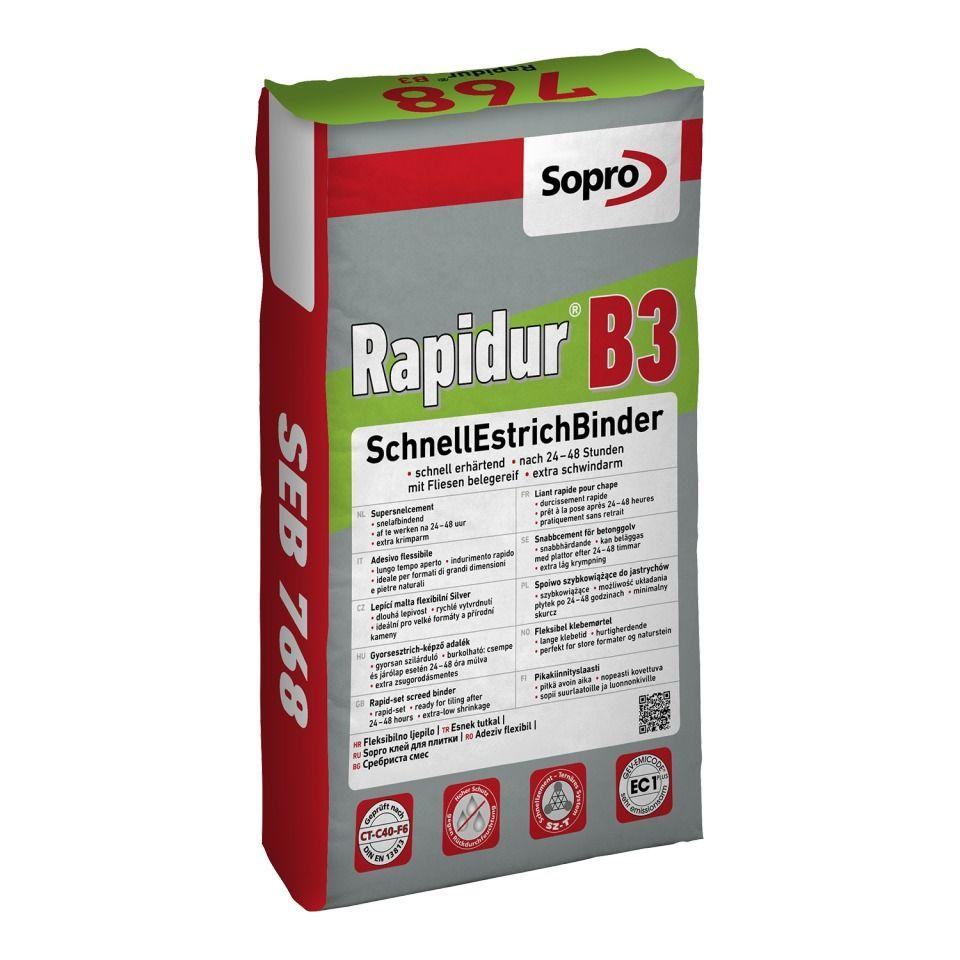 768
Rapidur® B3
Sopro
Rapidur® B3
SchnellEstrichBinder
• schnell erhärtend • nach 24–48 Stunden
mit Fliesen belegereif • extra schwindarm
NL Supersnelcement
• snelafbindend
• af te werken na 24–48 uur
• extra krimparm
IT Adesivo flessibile
• lungo tempo aperto • indurimento rapido
• ideale per formati di grandi dimensioni
e pietre naturali
CZ Lepící malta flexibilní Silver
• dlouhá lepivost • rychlé vytvrdnutí
• ideální pro velké formáty a přírodní
kameny
HU Gyorsesztrich-képző adalék
• gyorsan szilárduló • burkolható: csempe
és járólap esetén 24–48 óra múlva
• extra zsugorodásmentes
GB Rapid-set screed binder
• rapid-set • ready for tiling after
24–48 hours • extra-low shrinkage
FR Liant rapide pour chape
• durcissement rapide
• prêt à la pose après 24–48 heures
• pratiquement sans retrait
SE Snabbcement för betonggolv
• snabbhärdande • kan beläggas
med plattor efter 24–48 timmar
• extra låg krympning
PL Spoiwo szybkowiążące do jastrychów
• szybkowiążące • możliwość układania
płytek po 24–48 godzinach • minimalny
skurcz
NO Fleksibel klebemørtel
• lange klebetid • hurtigherdende
• perfekt for store formater og naturstein
FI Pikakiinnityslaasti
• pitkä avoin aika • nopeasti kovettuva
• sopii suurlaatoille ja luonnonkiville
HR Fleksibilno ljepilo | TR Esnek tutkal |
RU Sopro клей для плитки | RO Adeziv flexibil |
BG Сребриста смес
Geprüft nach
CT-C40-F6
DIN EN 13 813
Hoher Schutz
gegen Rückdurchfeuchtung
Schnellzement – Ternäres System
SZ-T
GEV-EMICODE®
EC 1 PLUS
sehr emissionsarm
SEB 768